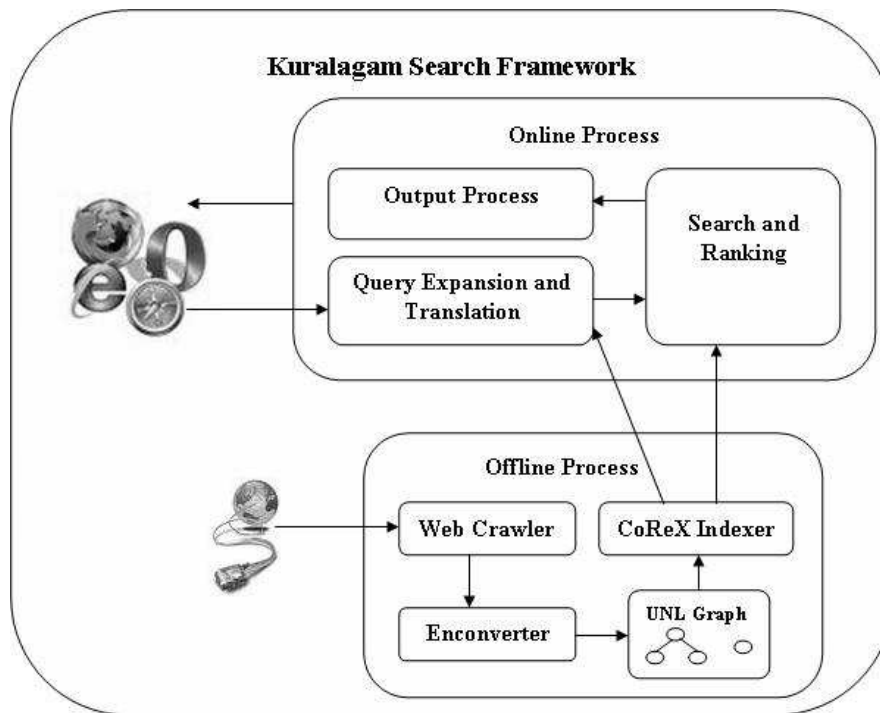 Kuralagam Search Framework
Online Process
Output Process
Search and
Ranking
Query Expansion and
Translation
Offline Process
Web Crawler
CoReX Indexer
Enconverter
UNL Graph